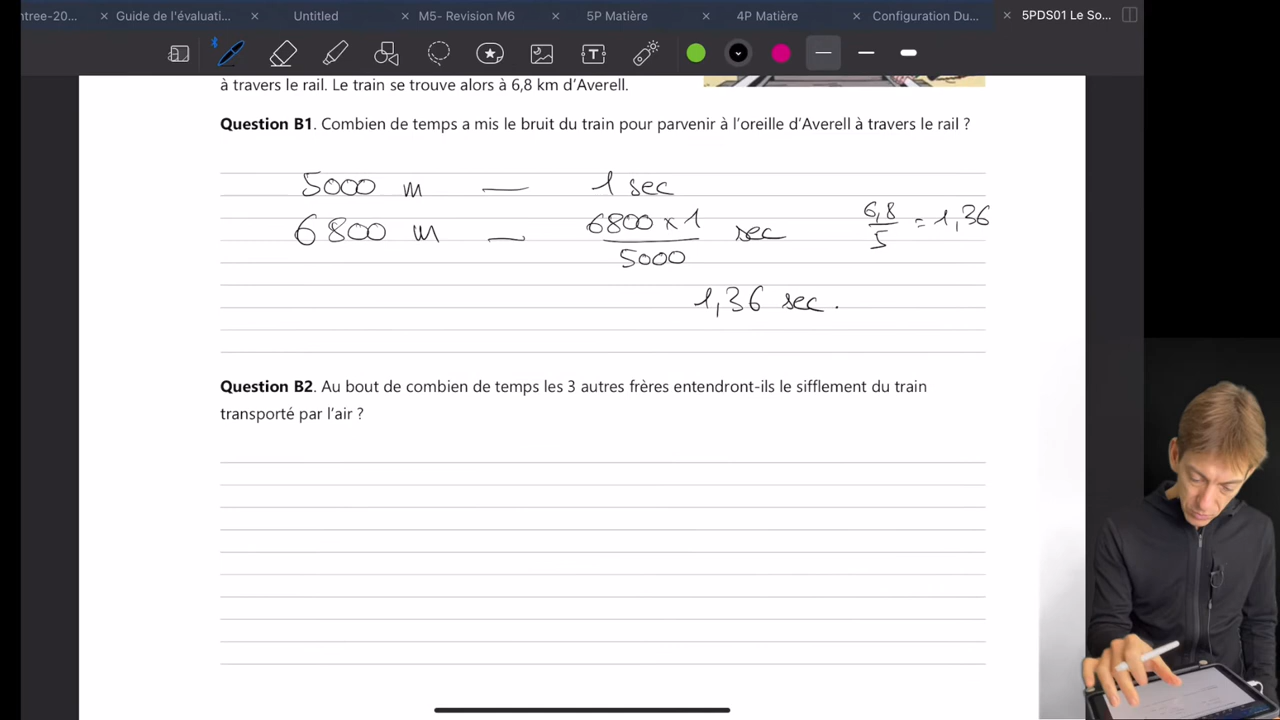 ntree-20...
Guide de l'évaluati...
Untitled
M5- Revision M6
5P Matière
4P Matière
Configuration Du...
5PDS01 Le So...
à travers le rail. Le train se trouve alors à 6,8 km d'Averell.
Question B1. Combien de temps a mis le bruit du train pour parvenir à l'oreille d'Averell à travers le rail ?
5000 m — 1 sec
6800 m — 6800 x 1 / 5000 sec
6,8 / 5 = 1,36
1,36 sec.
Question B2. Au bout de combien de temps les 3 autres frères entendront-ils le sifflement du train
transporté par l'air ?